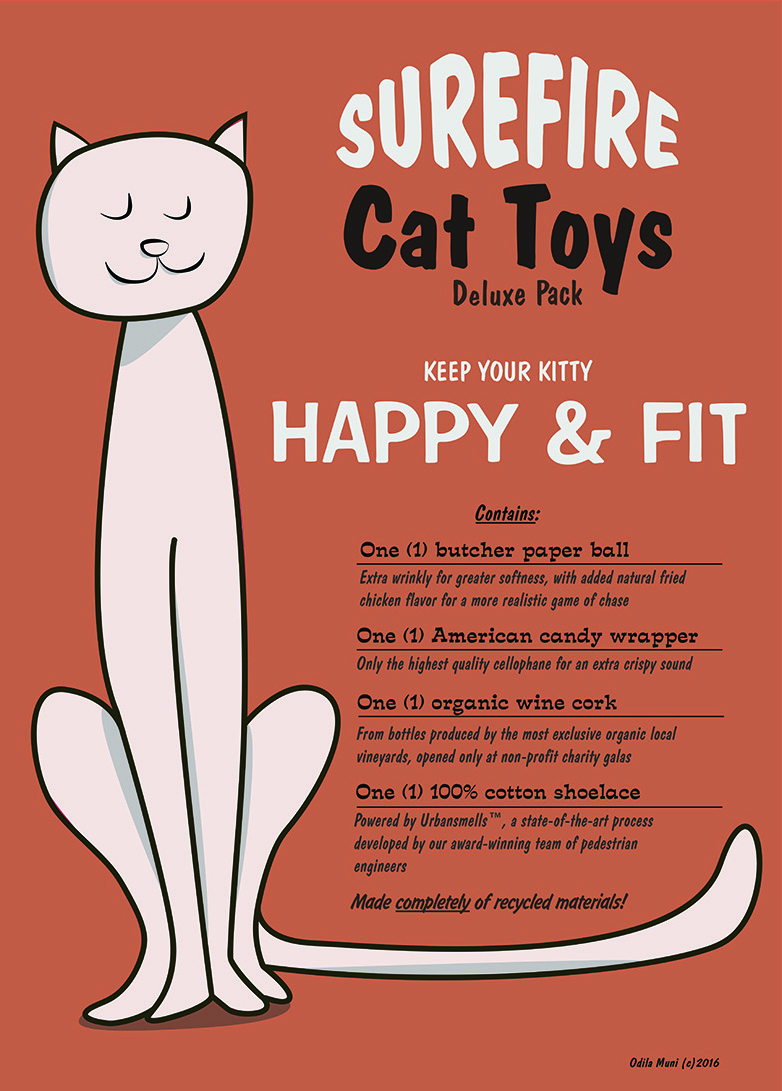 SUREFIRE
Cat Toys
Deluxe Pack
KEEP YOUR KITTY
HAPPY & FIT
Contains:
One (1) butcher paper ball
Extra wrinkly for greater softness, with added natural fried
chicken flavor for a more realistic game of chase
One (1) American candy wrapper
Only the highest quality cellophane for an extra crispy sound
One (1) organic wine cork
From bottles produced by the most exclusive organic local
vineyards, opened only at non-profit charity galas
One (1) 100% cotton shoelace
Powered by Urbansmells™, a state-of-the-art process
developed by our award-winning team of pedestrian
engineers
Made completely of recycled materials!
Odila Muni (c)2016